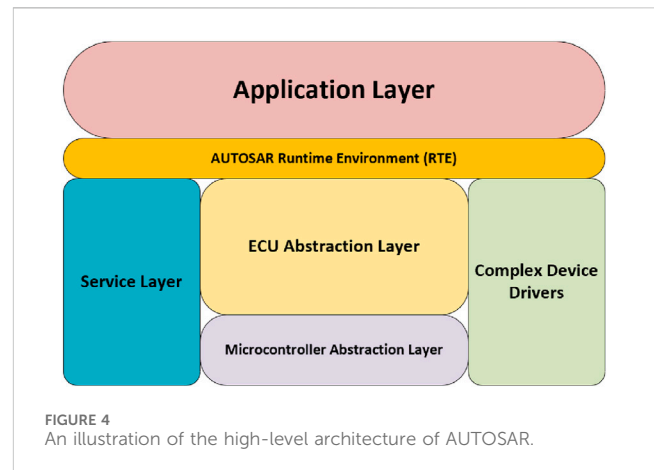 Application Layer
AUTOSAR Runtime Environment (RTE)
ECU Abstraction Layer
Service Layer
Complex Device
Drivers
Microcontroller Abstraction Layer
FIGURE 4
An illustration of the high-level architecture of AUTOSAR.